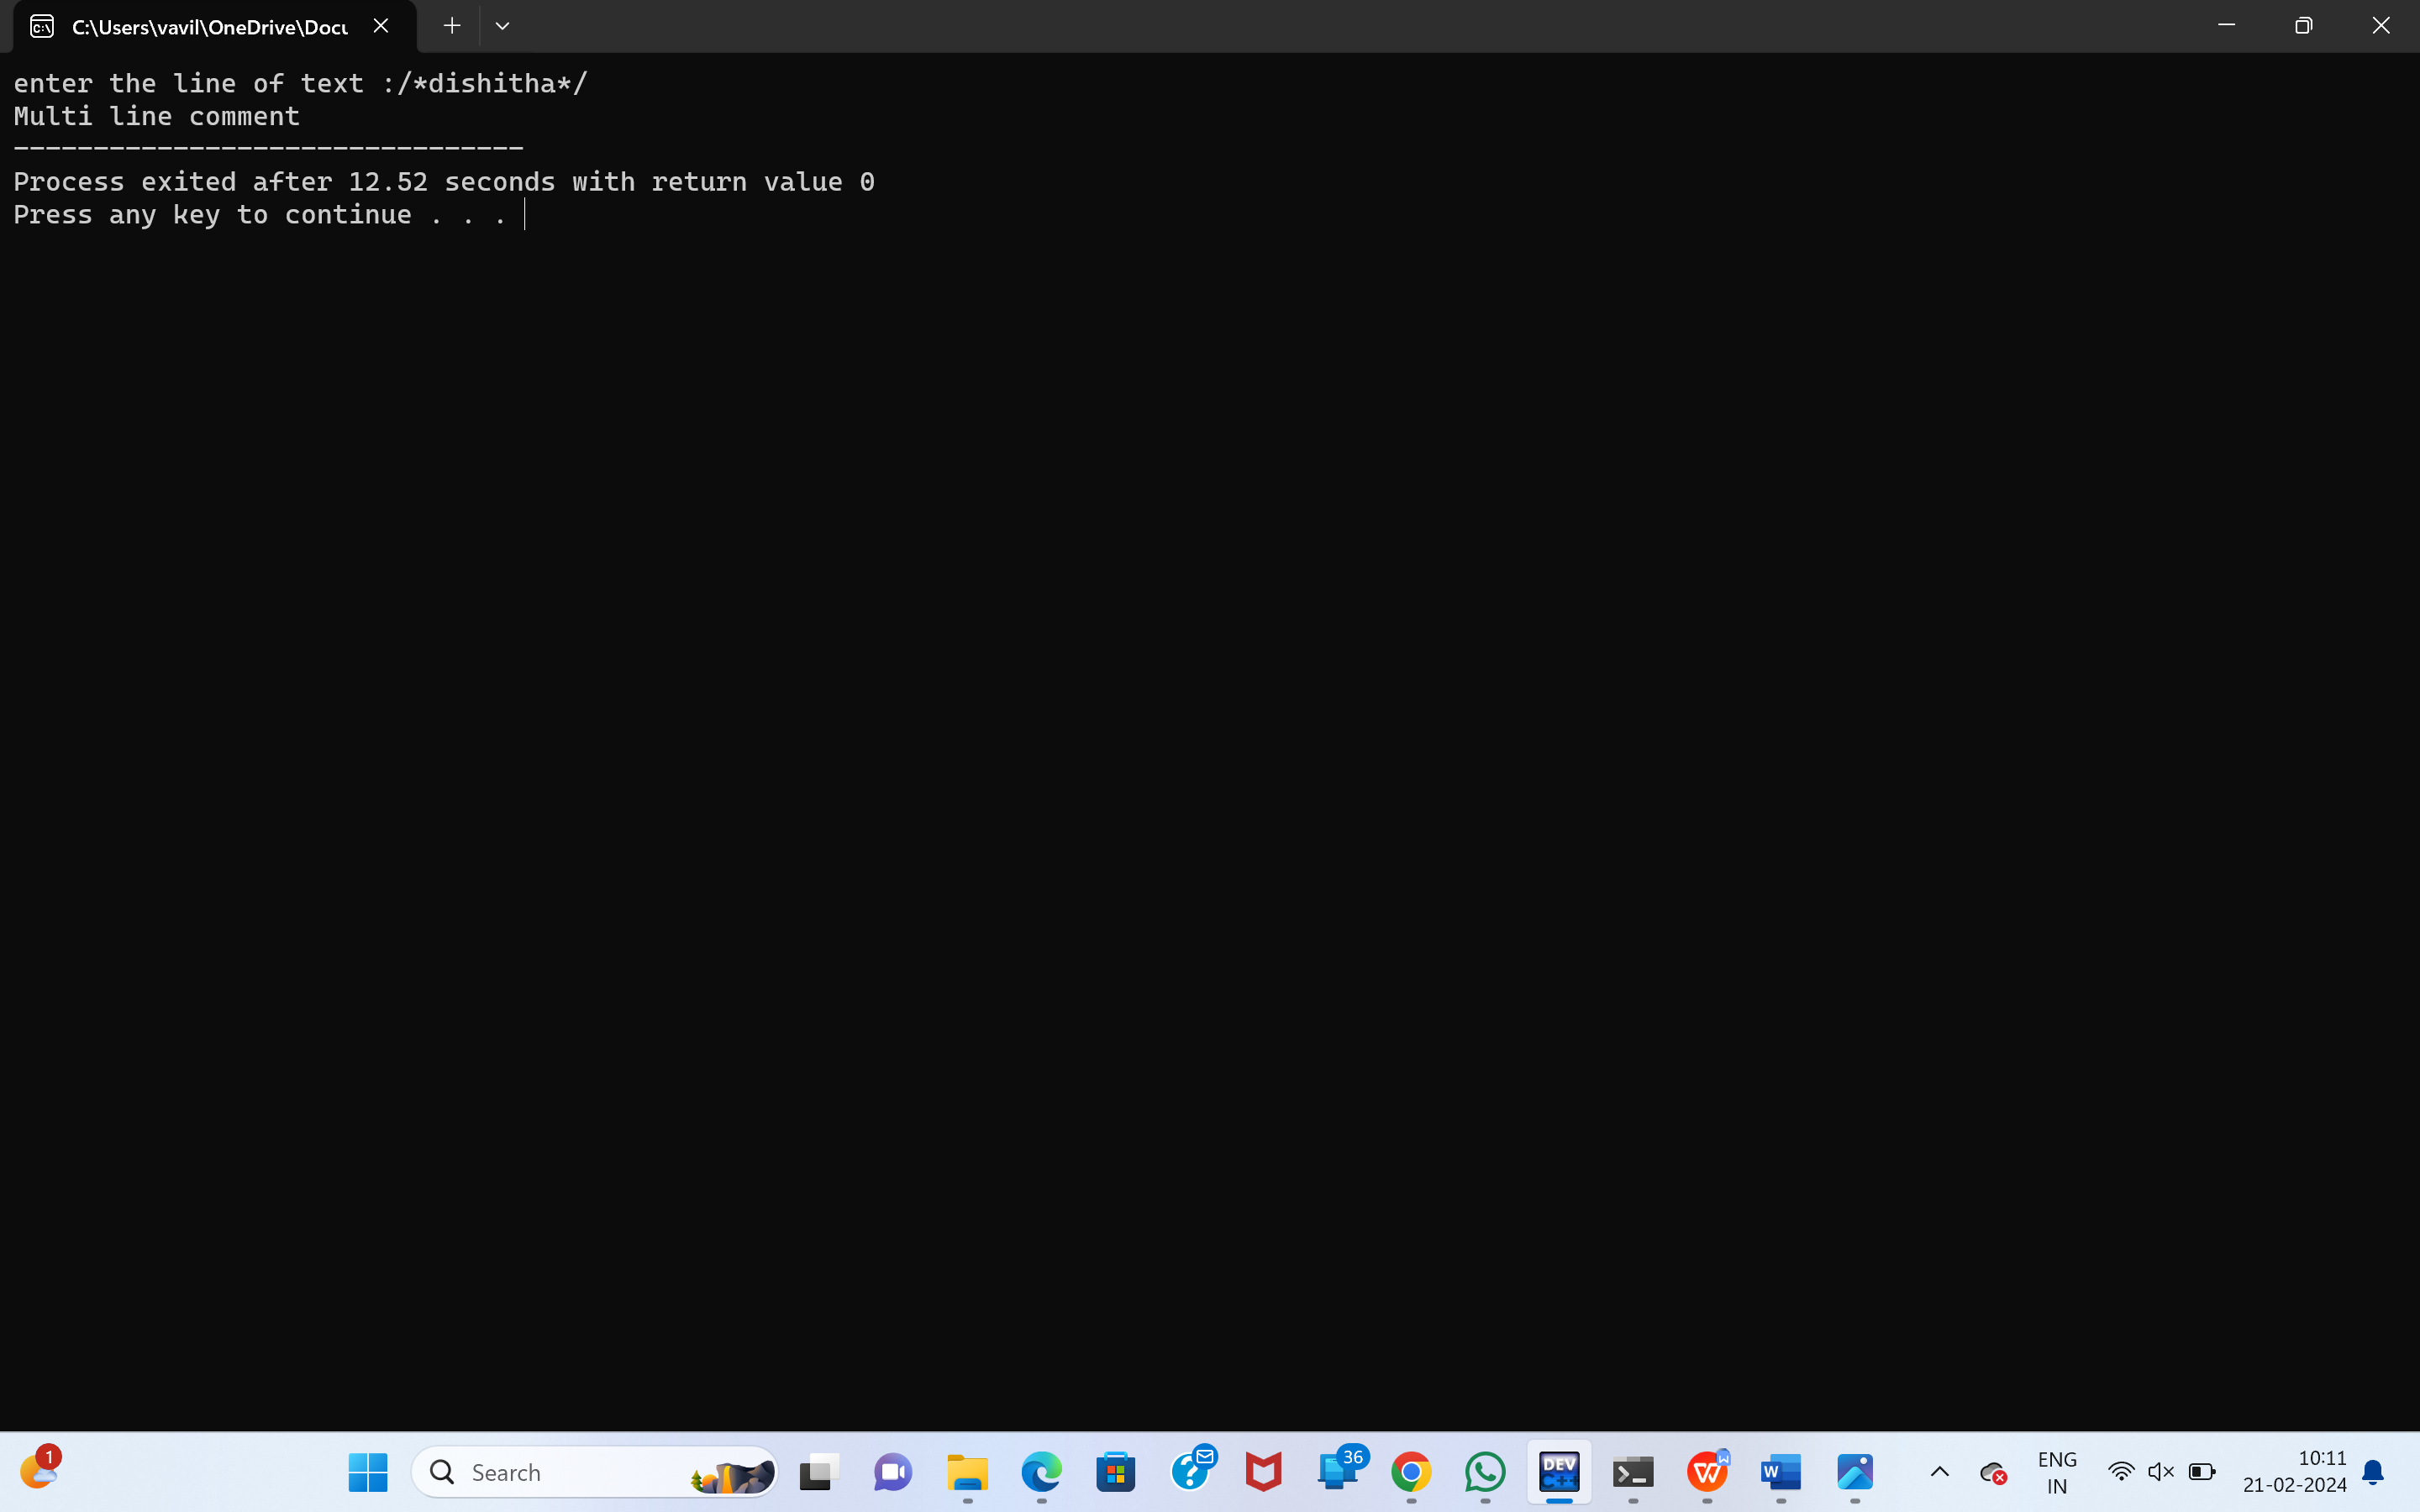 C:\Users\vavil\OneDrive\Docu
enter the line of text :/*dishitha*/
Multi line comment
--------------------------------
Process exited after 12.52 seconds with return value 0
Press any key to continue . . .
1
Search
36
DEV
C++
W
ENG
IN
10:11
21-02-2024